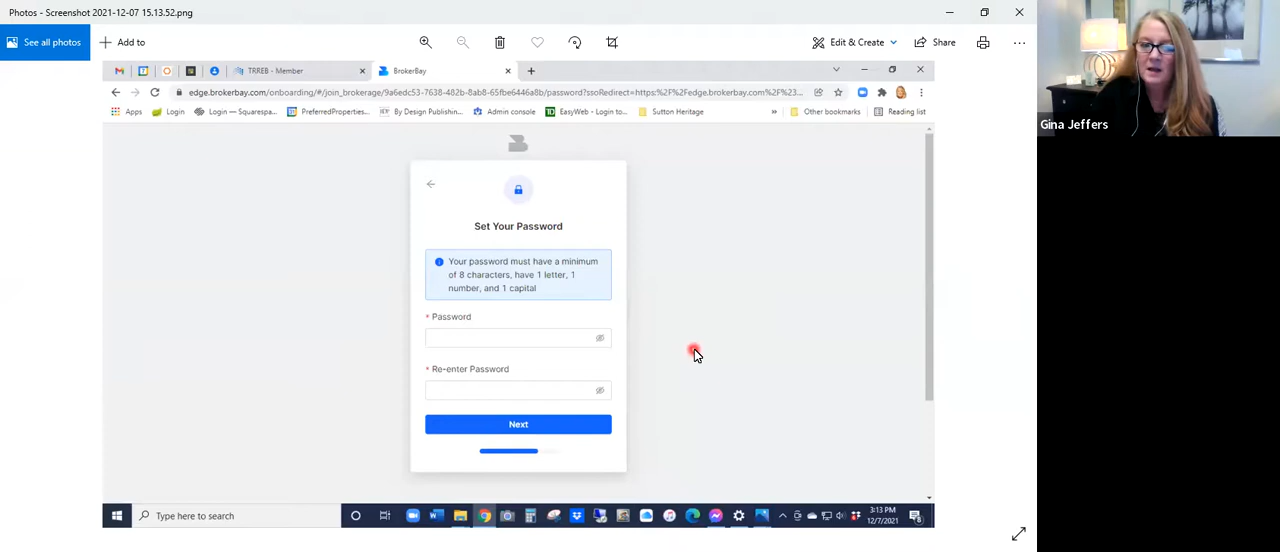 Photos - Screenshot 2021-12-07 15.13.52.png
See all photos
Add to
Edit & Create
Share
TRREB - Member
BrokerBay
edge.brokerbay.com/onboarding/#/join_brokerage/9a6edc53-7638-482b-8ab8-65fbe6446a8b/password?ssoRedirect=https:%2F%2Fedge.brokerbay.com%2F%23...
Apps
Login
Login — Squarespa...
PreferredProperties...
By Design Publishin...
Admin console
EasyWeb - Login to...
Sutton Heritage
»
Other bookmarks
Reading list
Gina Jeffers
Set Your Password
Your password must have a minimum
of 8 characters, have 1 letter, 1
number, and 1 capital
* Password
* Re-enter Password
Next
Type here to search
3:13 PM
12/7/2021